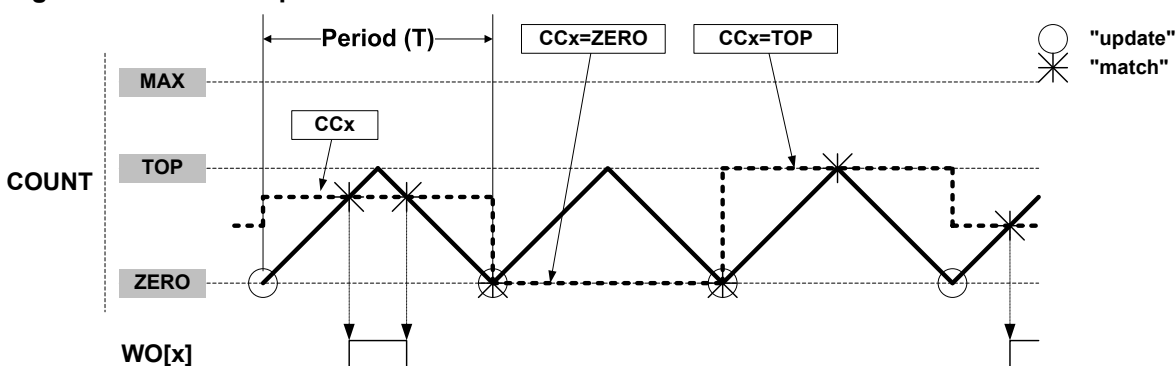 Period (T)
CCx=ZERO
CCx=TOP
"update"
"match"
MAX
CCx
TOP
COUNT
ZERO
WO[x]